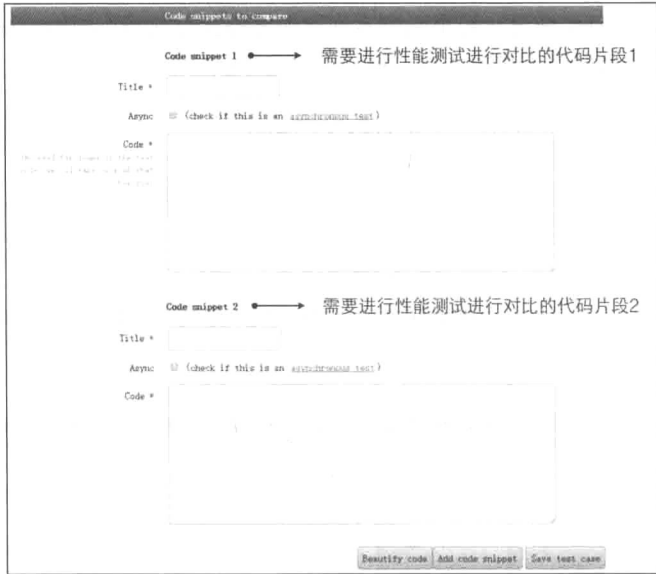 Code snippets to compare
Code snippet 1 需要进行性能测试进行对比的代码片段1
Title *
Async (check if this is an asynchronous test)
Code *
Code snippet 2 需要进行性能测试进行对比的代码片段2
Title *
Async (check if this is an asynchronous test)
Code *
Beautify code Add code snippet Save test case